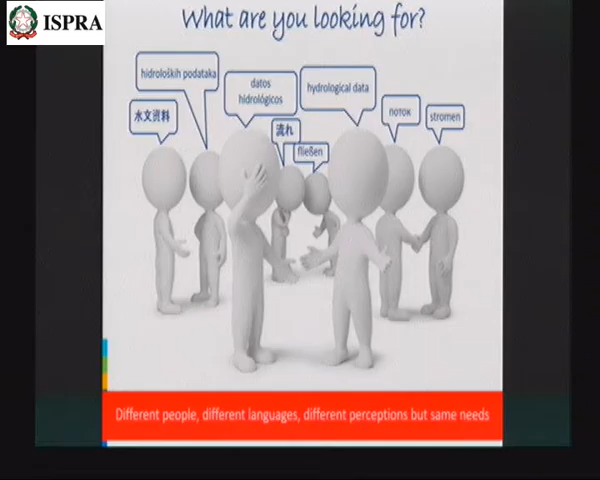 ISPRA
What are you looking for?
hidroloških podataka
datos
hidrológicos
hydrological data
水文资料
流れ
fließen
поток
stromen
Different people, different languages, different perceptions but same needs